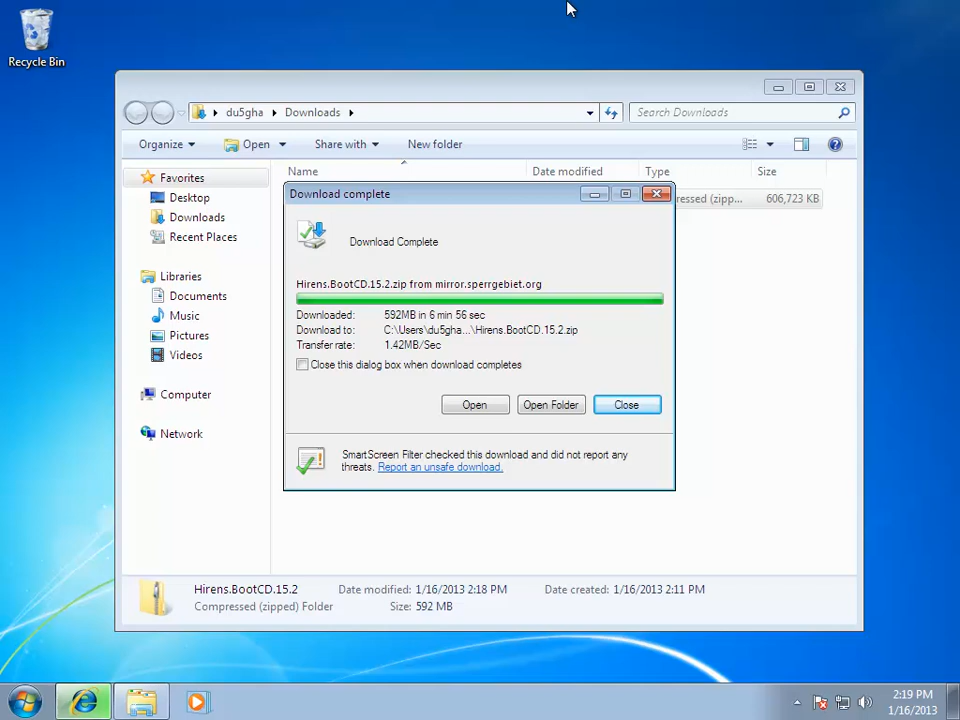 Recycle Bin
du5gha
Downloads
Search Downloads
Organize
Open
Share with
New folder
Name
Date modified
Type
Size
Favorites
Desktop
Downloads
Recent Places
Libraries
Documents
Music
Pictures
Videos
Computer
Network
ressed (zipp...
606,723 KB
Download complete
Download Complete
Hirens.BootCD.15.2.zip from mirror.sperrgebiet.org
Downloaded: 592MB in 6 min 56 sec
Download to: C:\Users\du5gha...\Hirens.BootCD.15.2.zip
Transfer rate: 1.42MB/Sec
Close this dialog box when download completes
Open
Open Folder
Close
SmartScreen Filter checked this download and did not report any
threats. Report an unsafe download.
Hirens.BootCD.15.2 Date modified: 1/16/2013 2:18 PM Date created: 1/16/2013 2:11 PM
Compressed (zipped) Folder Size: 592 MB
2:19 PM
1/16/2013